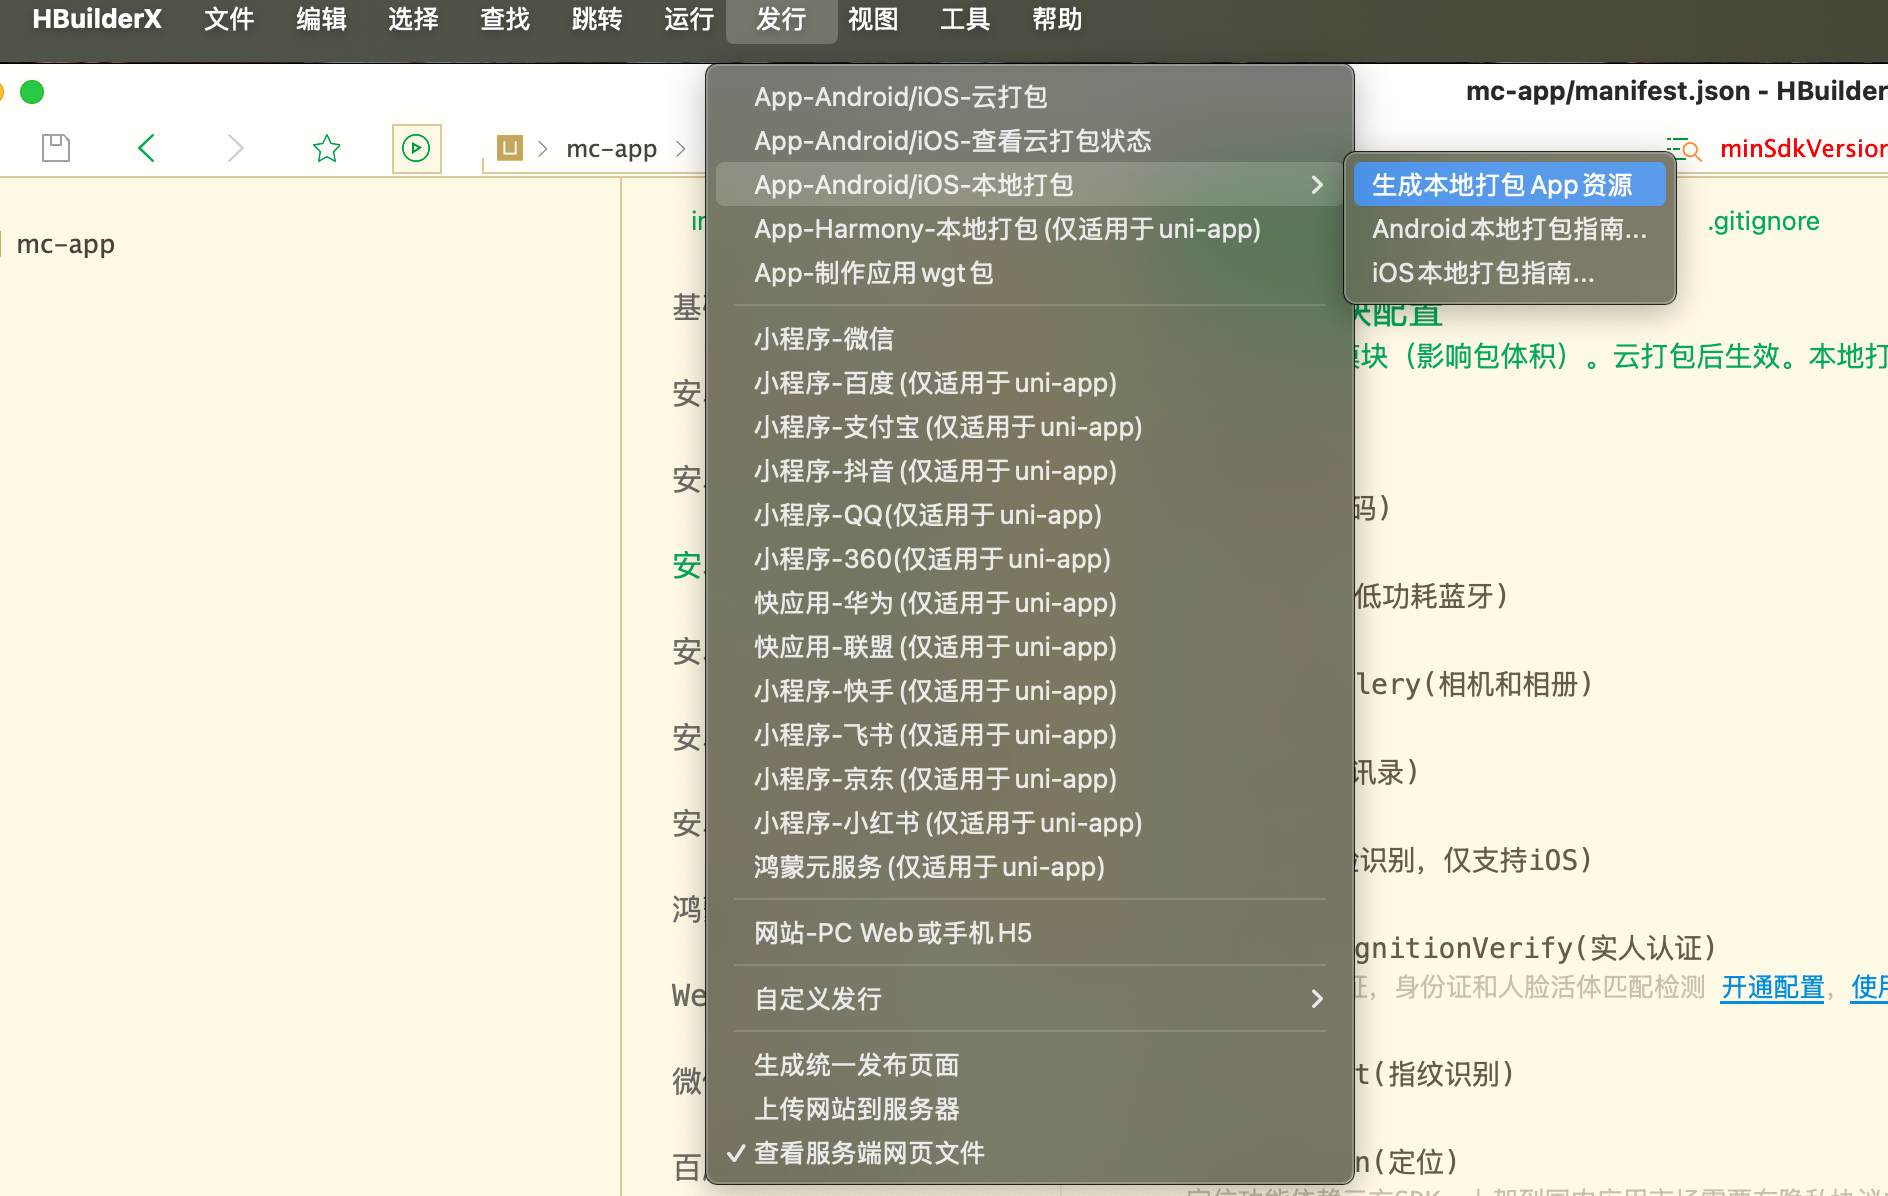 HBuilderX 文件 编辑 选择 查找 跳转 运行 发行 视图 工具 帮助
mc-app/manifest.json - HBuilder
mc-app
minSdkVersion
mc-app
.gitignore
App-Android/iOS-云打包
App-Android/iOS-查看云打包状态
App-Android/iOS-本地打包
App-Harmony-本地打包 (仅适用于 uni-app)
App-制作应用 wgt 包
小程序-微信
小程序-百度 (仅适用于 uni-app)
小程序-支付宝 (仅适用于 uni-app)
小程序-抖音 (仅适用于 uni-app)
小程序-QQ(仅适用于 uni-app)
小程序-360(仅适用于 uni-app)
快应用-华为 (仅适用于 uni-app)
快应用-联盟 (仅适用于 uni-app)
小程序-快手 (仅适用于 uni-app)
小程序-飞书 (仅适用于 uni-app)
小程序-京东 (仅适用于 uni-app)
小程序-小红书 (仅适用于 uni-app)
鸿蒙元服务 (仅适用于 uni-app)
网站-PC Web 或手机 H5
自定义发行
生成统一发布页面
上传网站到服务器
✓ 查看服务端网页文件
生成本地打包 App 资源
Android 本地打包指南...
iOS 本地打包指南...
基
安
安
安
安
安
安
鸿
We
微
百
块配置
模块（影响包体积）。云打包后生效。本地打
码)
低功耗蓝牙)
lery(相机和相册)
讯录)
识别，仅支持iOS)
gnitionVerify(实人认证)
证，身份证和人脸活体匹配检测 开通配置，使用
t(指纹识别)
n(定位)